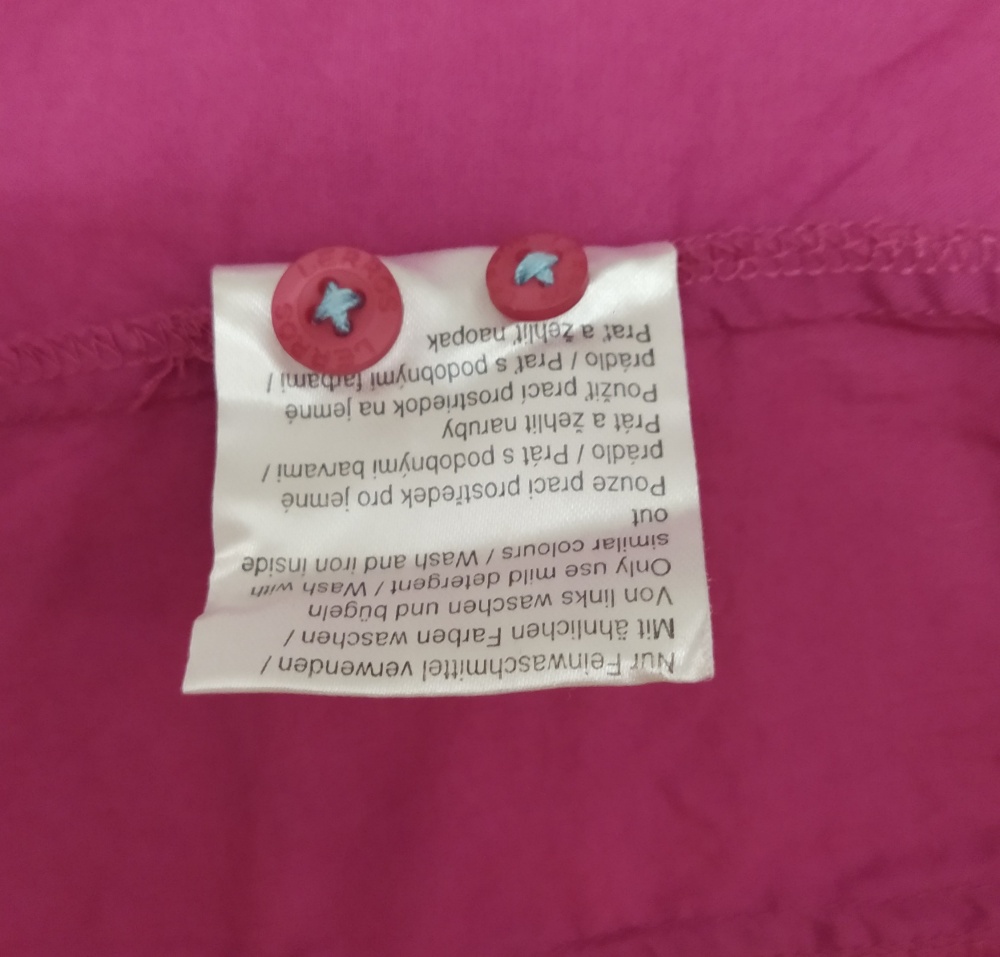 Nur Feinwaschmittel verwenden /
Mit ähnlichen Farben waschen /
Von links waschen und bügeln
Only use mild detergent / Wash with
similar colours / Wash and iron inside
out
Pouze prací prostředek pro jemné
prádlo / Prát s podobnými barvami /
Prát a žehlit naruby
Použiť prací prostriedok na jemné
prádlo / Prať s podobnými farbami /
Prať a žehliť naopak